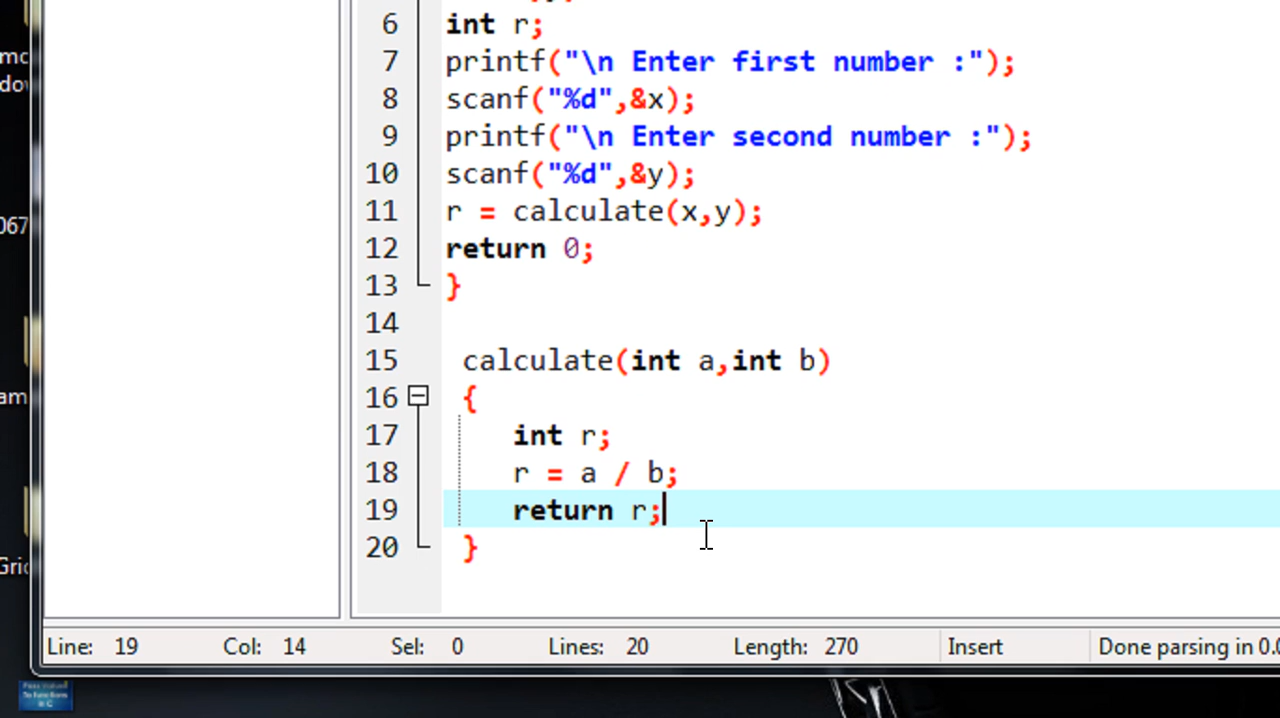 6 int r;
7 printf("\n Enter first number :");
8 scanf("%d",&x);
9 printf("\n Enter second number :");
10 scanf("%d",&y);
11 r = calculate(x,y);
12 return 0;
13 }
14
15 calculate(int a,int b)
16 {
17 int r;
18 r = a / b;
19 return r;
20 }
067
Line: 19 Col: 14 Sel: 0 Lines: 20 Length: 270 Insert Done parsing in 0.0